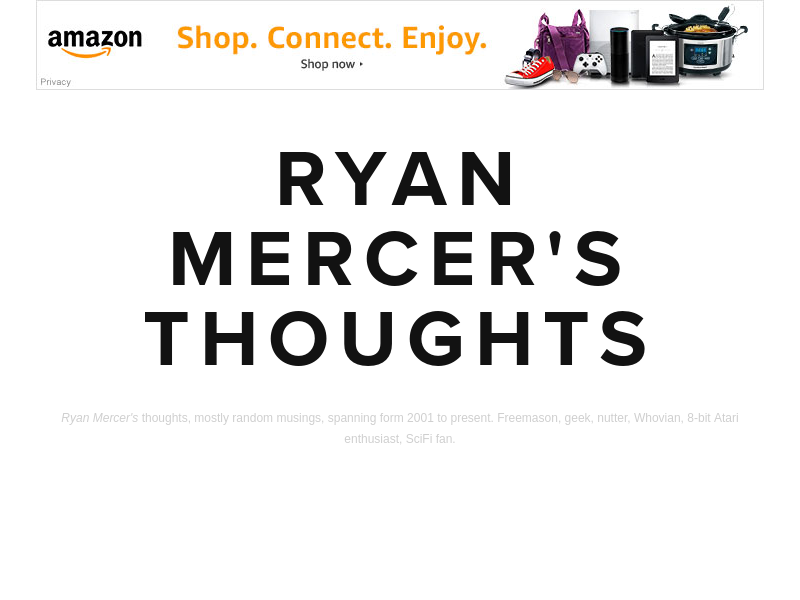 amazon
Shop. Connect. Enjoy.
Shop now
Privacy
RYAN
MERCER'S
THOUGHTS
Ryan Mercer's thoughts, mostly random musings, spanning form 2001 to present. Freemason, geek, nutter, Whovian, 8-bit Atari
enthusiast, SciFi fan.